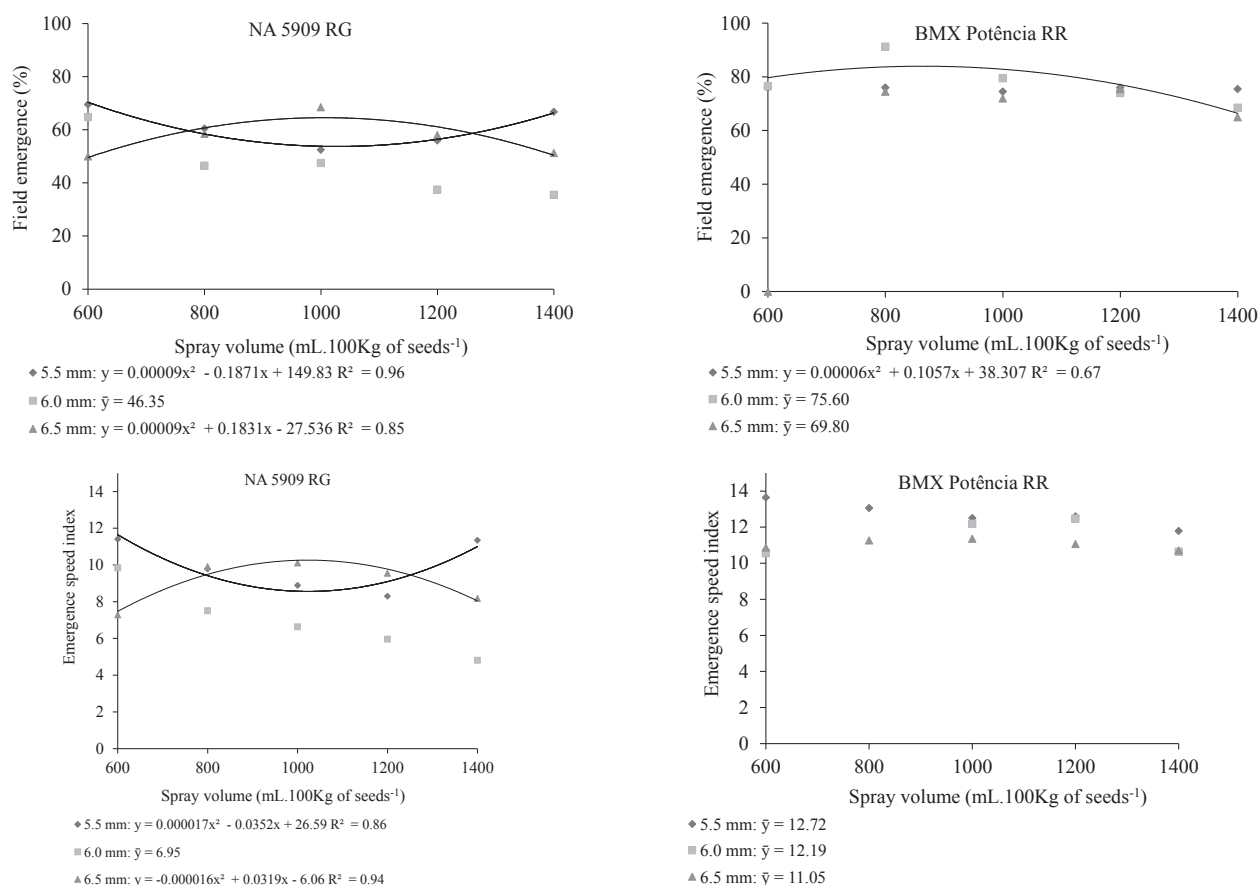 NA 5909 RG
Field emergence (%)
100
80
60
40
20
0
600 800 1000 1200 1400
Spray volume (mL.100Kg of seeds⁻¹)
5.5 mm: y = 0.00009x² - 0.1871x + 149.83 R² = 0.96
6.0 mm: ȳ = 46.35
6.5 mm: y = 0.00009x² + 0.1831x - 27.536 R² = 0.85
BMX Potência RR
Field emergence (%)
100
80
60
40
20
0
600 800 1000 1200 1400
Spray volume (mL.100Kg of seeds⁻¹)
5.5 mm: y = 0.00006x² + 0.1057x + 38.307 R² = 0.67
6.0 mm: ȳ = 75.60
6.5 mm: ȳ = 69.80
NA 5909 RG
Emergence speed index
14
12
10
8
6
4
2
0
600 800 1000 1200 1400
Spray volume (mL.100Kg of seeds⁻¹)
5.5 mm: y = 0.000017x² - 0.0352x + 26.59 R² = 0.86
6.0 mm: ȳ = 6.95
6.5 mm: y = -0.000016x² + 0.0319x - 6.06 R² = 0.94
BMX Potência RR
Emergence speed index
14
12
10
8
6
4
2
0
600 800 1000 1200 1400
Spray volume (mL.100Kg of seeds⁻¹)
5.5 mm: ȳ = 12.72
6.0 mm: ȳ = 12.19
6.5 mm: ȳ = 11.05